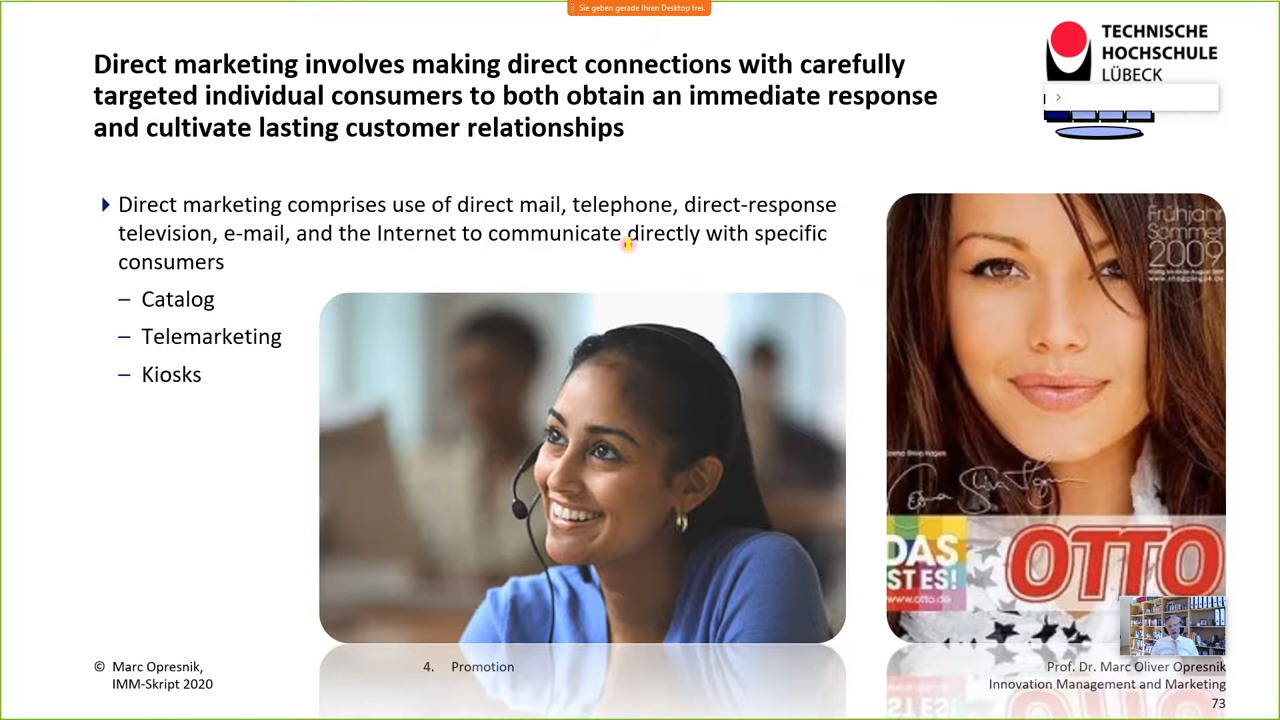 Sie geben gerade Ihren Desktop frei.
Direct marketing involves making direct connections with carefully
targeted individual consumers to both obtain an immediate response
and cultivate lasting customer relationships
TECHNISCHE
HOCHSCHULE
LÜBECK
Direct marketing comprises use of direct mail, telephone, direct-response
television, e-mail, and the Internet to communicate directly with specific
consumers
– Catalog
– Telemarketing
– Kiosks
Frühjahr
Sommer
2009
DAS
ST ES!
www.otto.de
OTTO
© Marc Opresnik,
IMM-Skript 2020
4. Promotion
Prof. Dr. Marc Oliver Opresnik
Innovation Management and Marketing
73